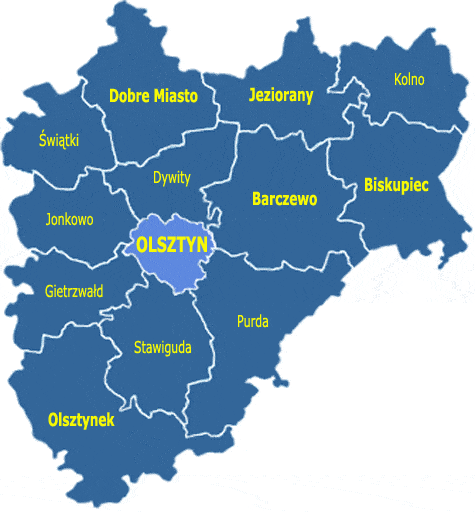 Kolno
Dobre Miasto
Jeziorany
Świątki
Dywity
Biskupiec
Barczewo
Jonkowo
OLSZTYN
Gietrzwałd
Purda
Stawiguda
Olsztynek